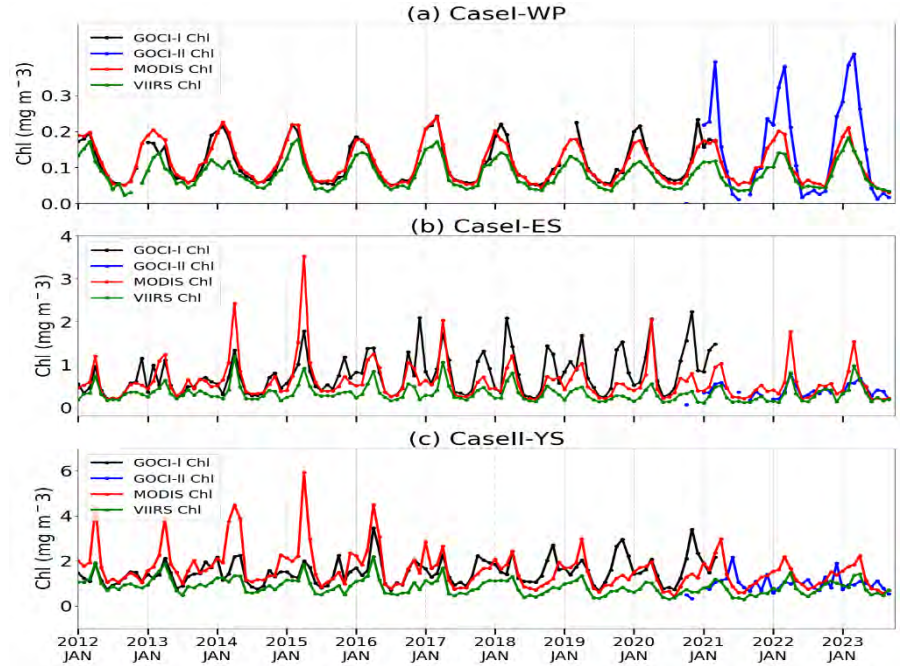 (a) CaseI-WP
GOCI-I Chl
GOCI-II Chl
MODIS Chl
VIIRS Chl
Chl (mg m⁻3)
0.3
0.2
0.1
0.0
(b) CaseI-ES
GOCI-I Chl
GOCI-II Chl
MODIS Chl
VIIRS Chl
Chl (mg m⁻3)
4
3
2
1
0
(c) CaseII-YS
GOCI-I Chl
GOCI-II Chl
MODIS Chl
VIIRS Chl
Chl (mg m⁻3)
6
4
2
0
2012 2013 2014 2015 2016 2017 2018 2019 2020 2021 2022 2023
JAN JAN JAN JAN JAN JAN JAN JAN JAN JAN JAN JAN